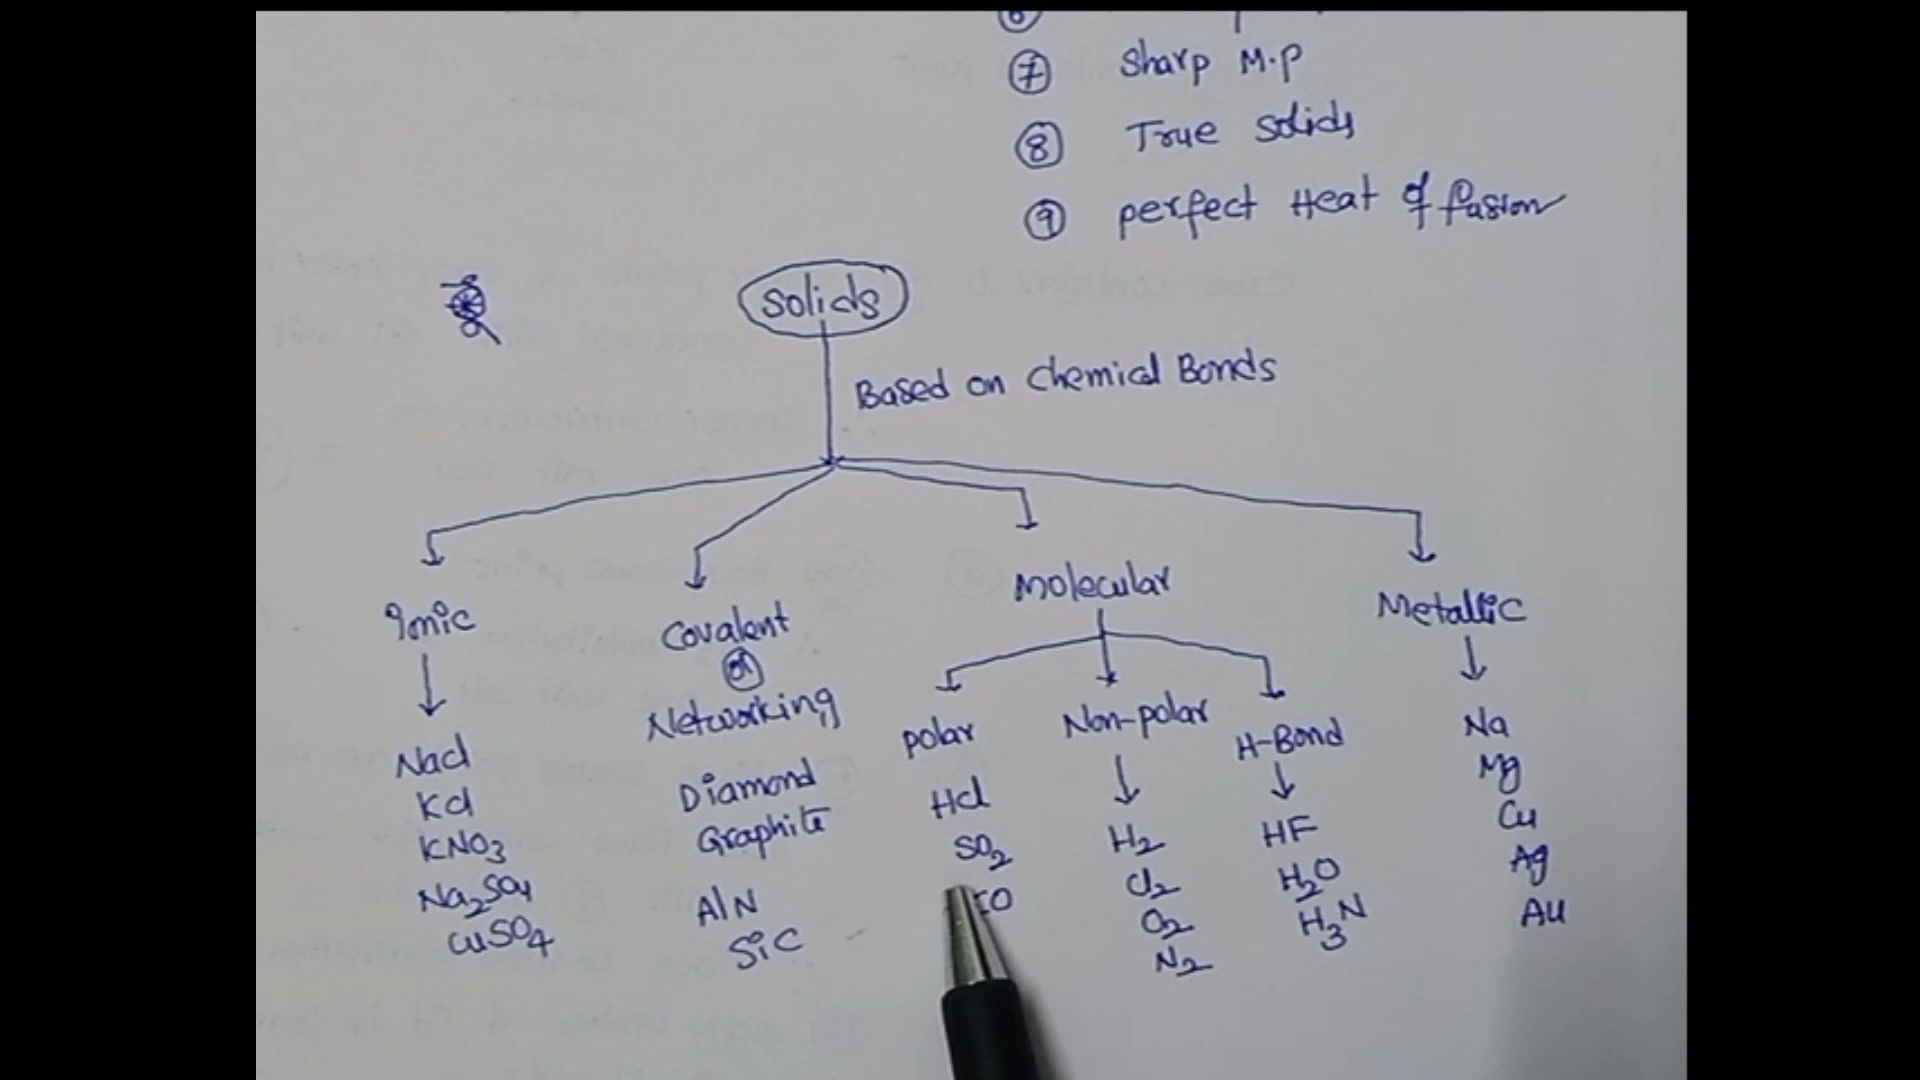 6
7 Sharp M.P
8 True Solids
9 perfect Heat of fusion
Solids
Based on Chemical Bonds
Ionic
Covalent
or
Networking
Molecular
Metallic
polar
Non-polar
H-Bond
NaCl
KCl
KNO3
Na2SO4
CuSO4
Diamond
Graphite
AlN
SiC
HCl
SO2
CO
H2
Cl2
O2
N2
HF
H2O
H3N
Na
Mg
Cu
Ag
Au